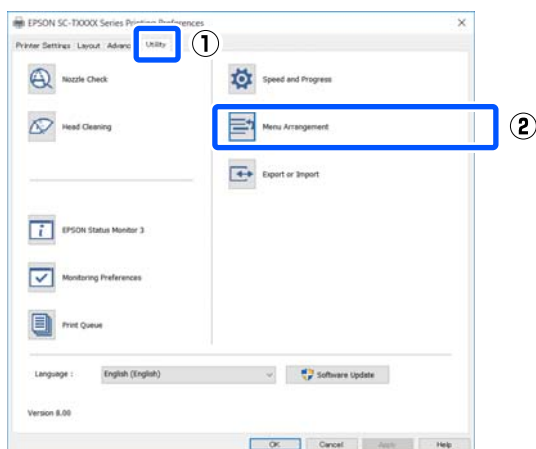 EPSON SC-TXXXX Series Printing Preferences
Printer Settings Layout Advanc Utility ①
Nozzle Check
Speed and Progress
Head Cleaning
Menu Arrangement ②
Export or Import
EPSON Status Monitor 3
Monitoring Preferences
Print Queue
Language : English (English) Software Update
Version 8.00
OK Cancel Apply Help